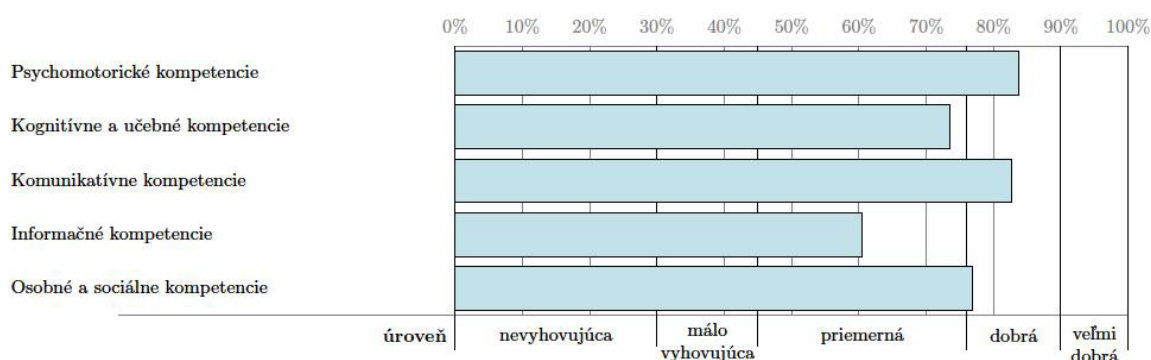 0% 10% 20% 30% 40% 50% 60% 70% 80% 90% 100%
Psychomotorické kompetencie
Kognitívne a učebné kompetencie
Komunikatívne kompetencie
Informačné kompetencie
Osobné a sociálne kompetencie
úroveň nevyhovujúca málo vyhovujúca priemerná dobrá veľmi dobrá